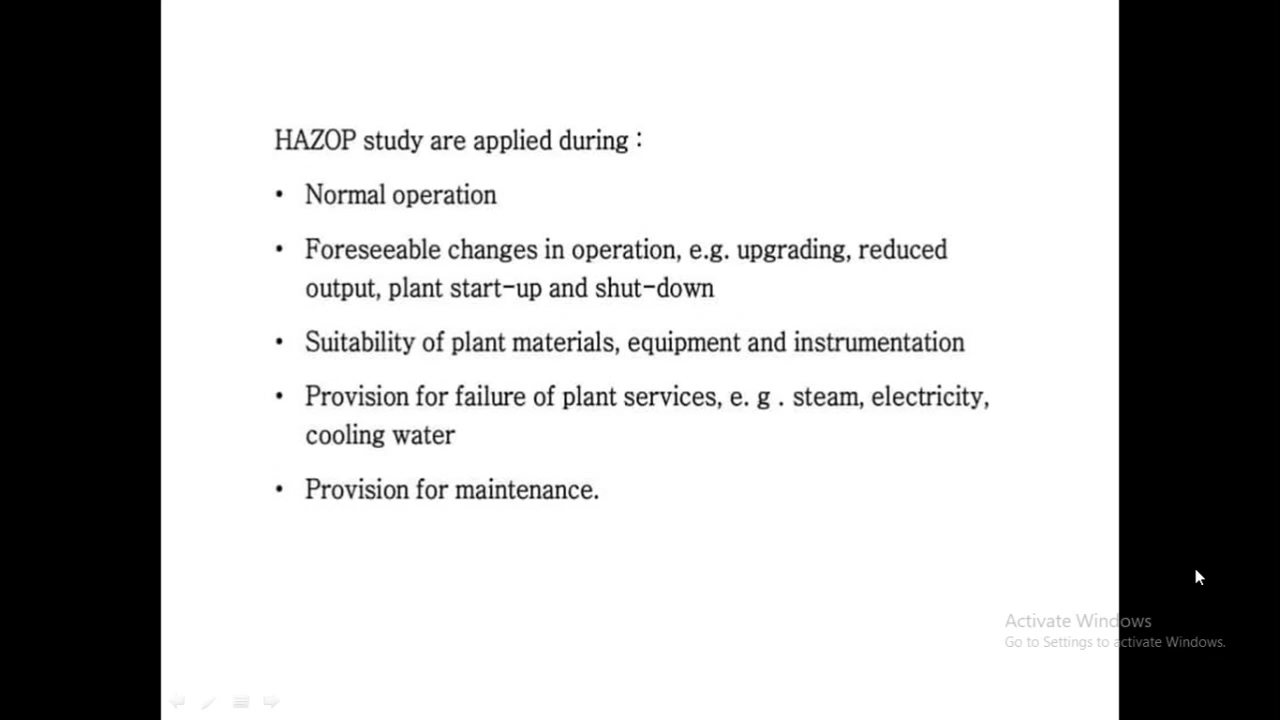 HAZOP study are applied during :
• Normal operation
• Foreseeable changes in operation, e.g. upgrading, reduced
output, plant start-up and shut-down
• Suitability of plant materials, equipment and instrumentation
• Provision for failure of plant services, e. g . steam, electricity,
cooling water
• Provision for maintenance.
Activate Windows
Go to Settings to activate Windows.